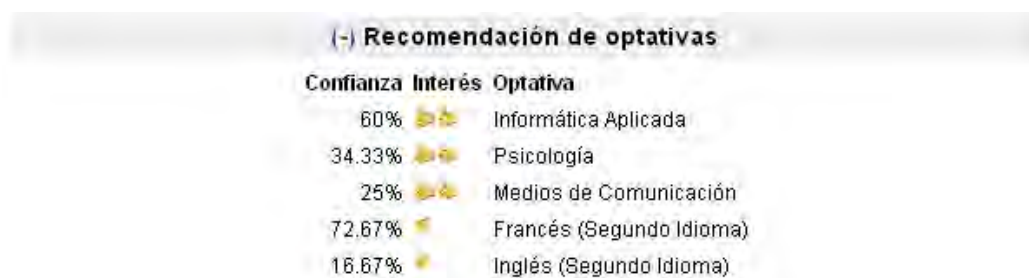 (-) Recomendación de optativas
Confianza Interés Optativa
60% Informática Aplicada
34.33% Psicología
25% Medios de Comunicación
72.67% Francés (Segundo Idioma)
16.67% Inglés (Segundo Idioma)